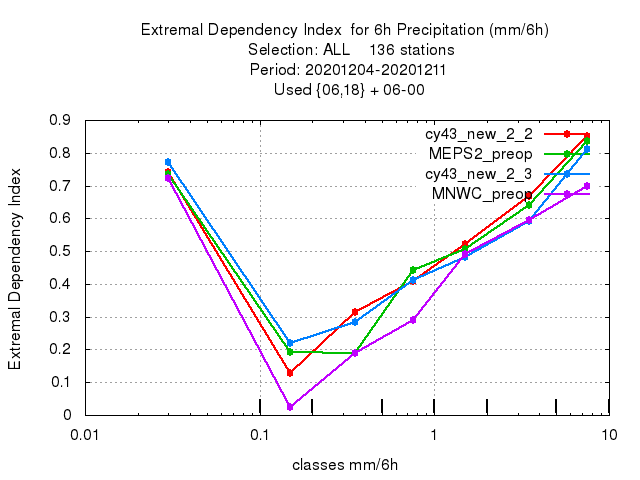 Extremal Dependency Index  for 6h Precipitation (mm/6h)
Selection: ALL    136 stations
Period: 20201204-20201211
Used {06,18} + 06-00
Extremal Dependency Index
0.9
0.8
0.7
0.6
0.5
0.4
0.3
0.2
0.1
0
cy43_new_2_2
MEPS2_preop
cy43_new_2_3
MNWC_preop
0.01
0.1
1
10
classes mm/6h